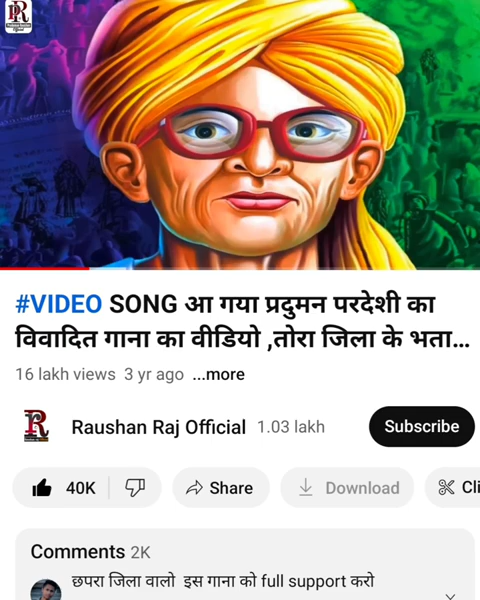 #VIDEO SONG आ गया प्रदुमन परदेशी का
विवादित गाना का वीडियो ,तोरा जिला के भता...
16 lakh views 3 yr ago ...more
Raushan Raj Official 1.03 lakh
Subscribe
40K
Share
Download
Cli
Comments 2K
छपरा जिला वालो इस गाना को full support करो